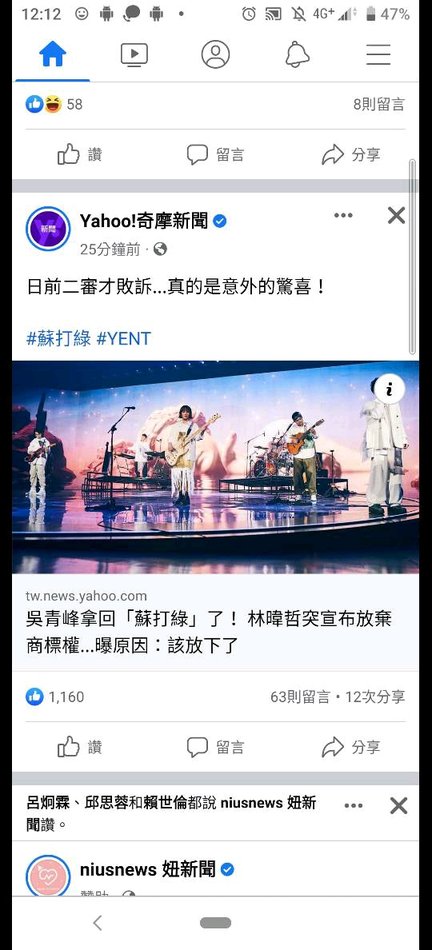 12:12
4G+
47%
58
8則留言
讚
留言
分享
新聞
Yahoo!奇摩新聞
25分鐘前 ·
日前二審才敗訴...真的是意外的驚喜！
#蘇打綠 #YENT
i
tw.news.yahoo.com
吳青峰拿回「蘇打綠」了！ 林暐哲突宣布放棄
商標權...曝原因：該放下了
1,160
63則留言 • 12次分享
讚
留言
分享
呂炯霖、邱思蓉和賴世倫都說 niusnews 妞新
聞讚。
niusnews 妞新聞
贊助 ·